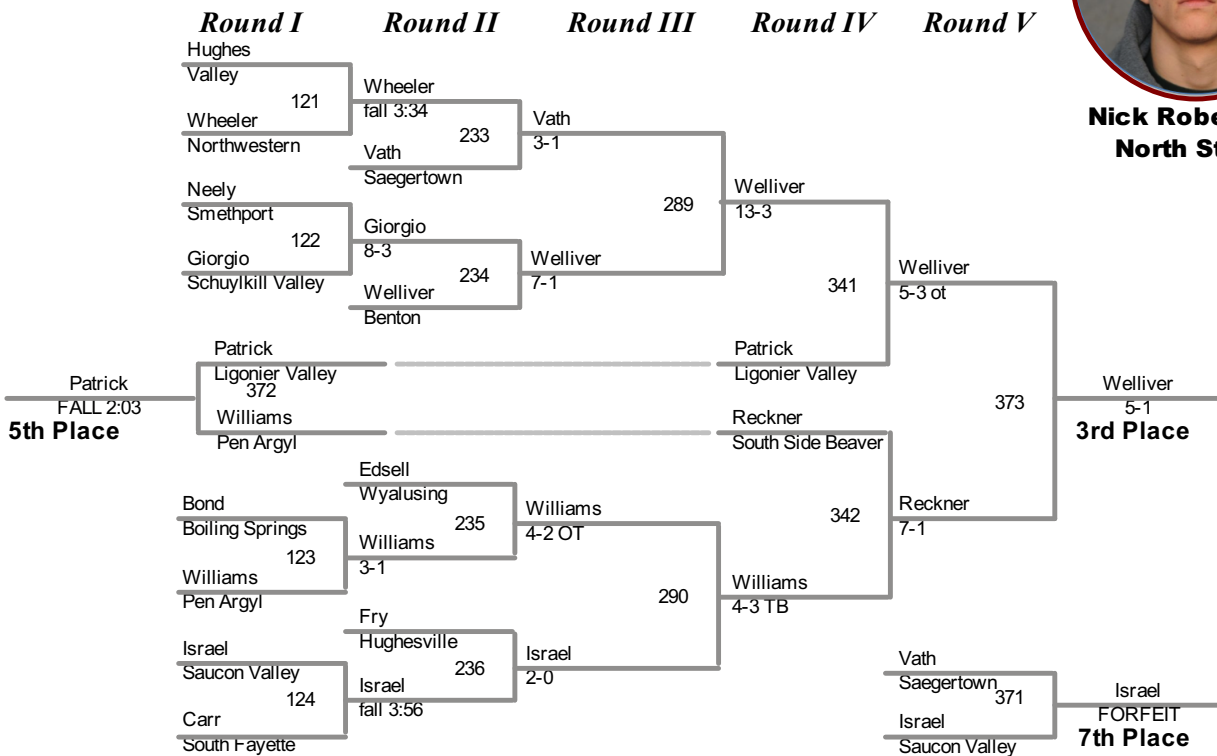 Round I Round II Round III Round IV Round V
Hughes
Valley
121
Wheeler
Northwestern
Wheeler
fall 3:34
233
Vath
Saegertown
Vath
3-1
Neely
Smethport
122
Giorgio
Schuylkill Valley
Giorgio
8-3
234
Welliver
Benton
Welliver
7-1
289
Welliver
13-3
341
Patrick
Ligonier Valley
Welliver
5-3 ot
Patrick
FALL 2:03
5th Place
Patrick
Ligonier Valley
372
Williams
Pen Argyl
Reckner
South Side Beaver
373
Welliver
5-1
3rd Place
Edsell
Wyalusing
235
Bond
Boiling Springs
123
Williams
Pen Argyl
Williams
3-1
Williams
4-2 OT
342
Reckner
7-1
290
Williams
4-3 TB
Fry
Hughesville
236
Israel
Saucon Valley
124
Carr
South Fayette
Israel
fall 3:56
Israel
2-0
Vath
Saegertown
371
Israel
Saucon Valley
Israel
FORFEIT
7th Place
Nick Robe
North St